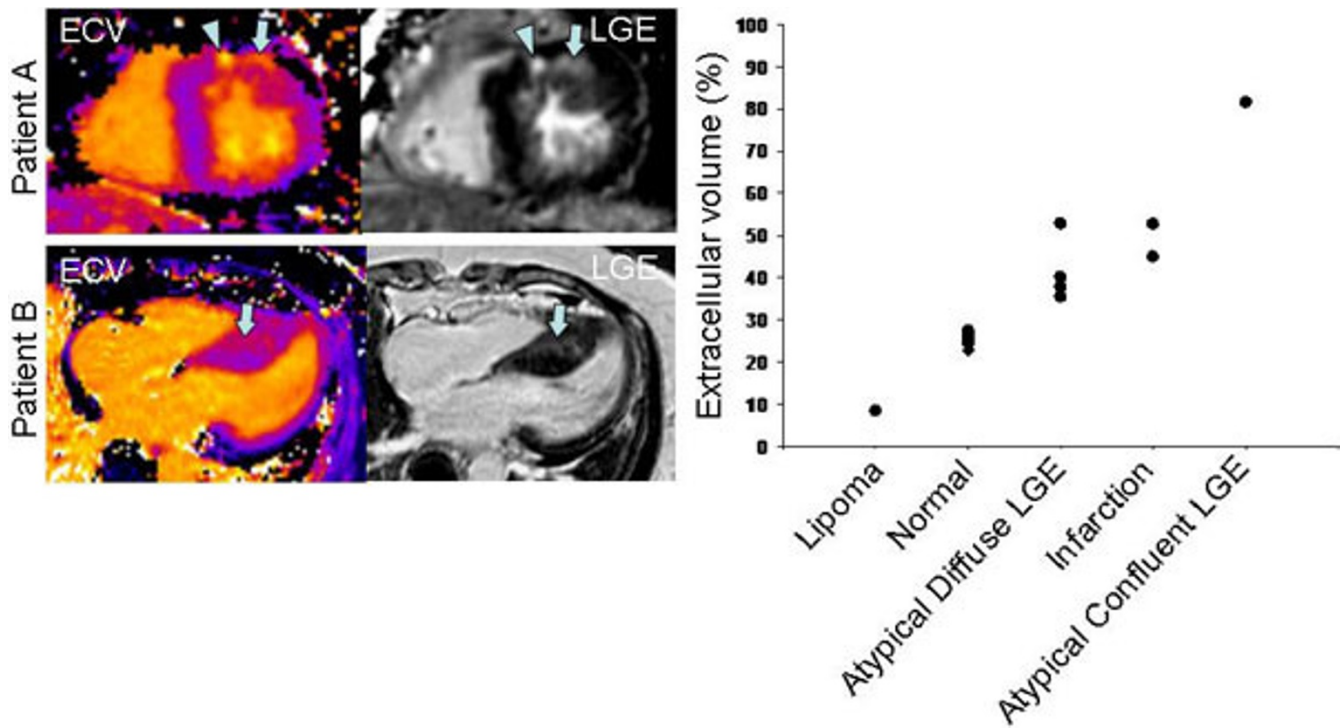 Patient A
ECV
LGE
Patient B
ECV
LGE
Extracellular volume (%)
100
90
80
70
60
50
40
30
20
10
0
Lipoma
Normal
Atypical Diffuse LGE
Infarction
Atypical Confluent LGE